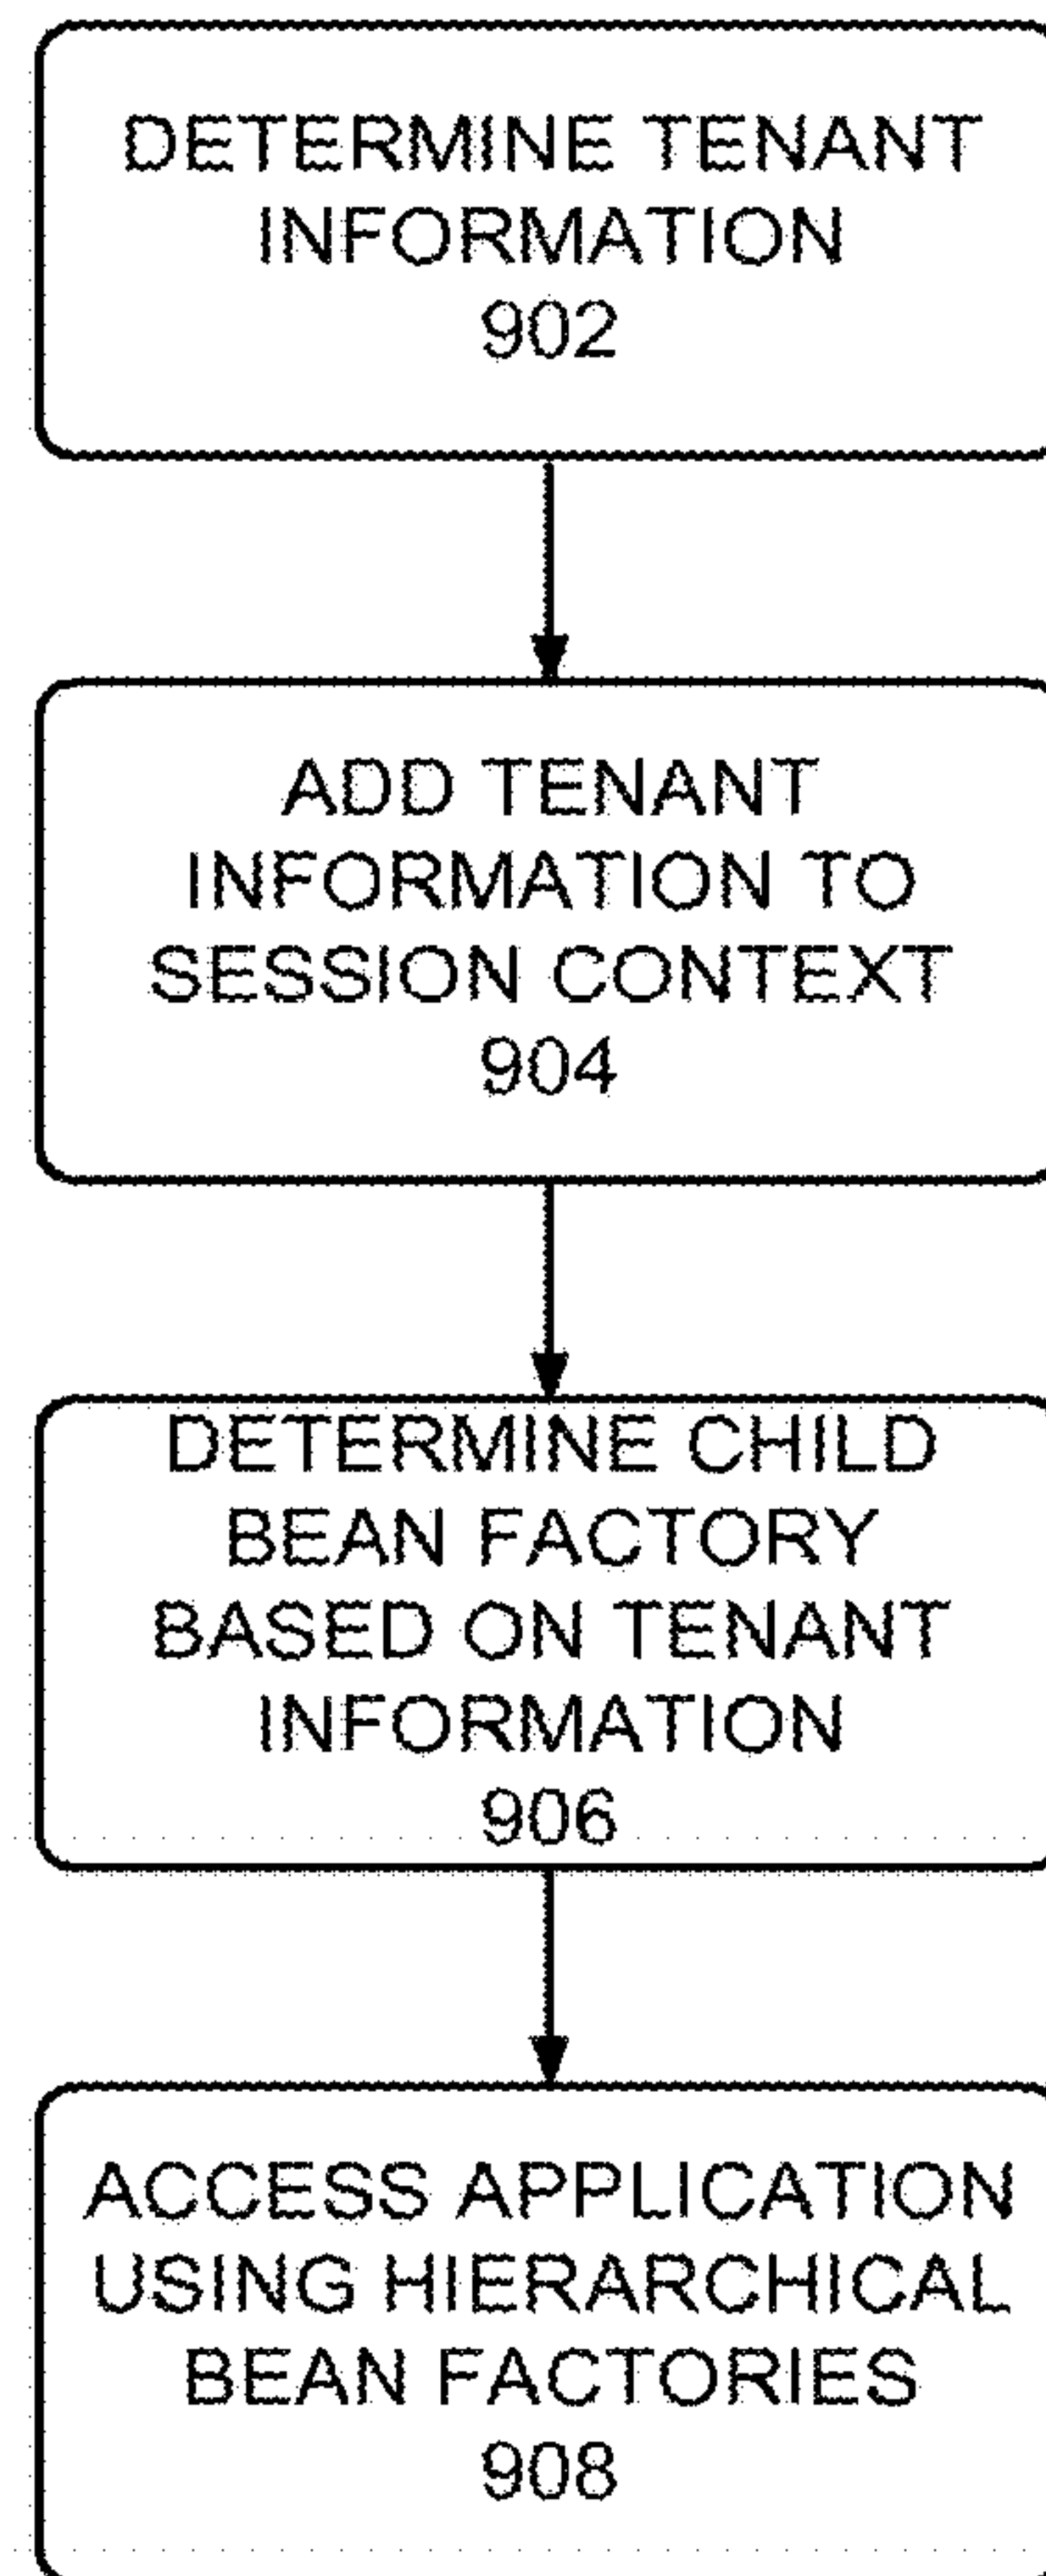 DETERMINE TENANT
INFORMATION
902
ADD TENANT
INFORMATION TO
SESSION CONTEXT
904
DETERMINE CHILD
BEAN FACTORY
BASED ON TENANT
INFORMATION
906
ACCESS APPLICATION
USING HIERARCHICAL
BEAN FACTORIES
908